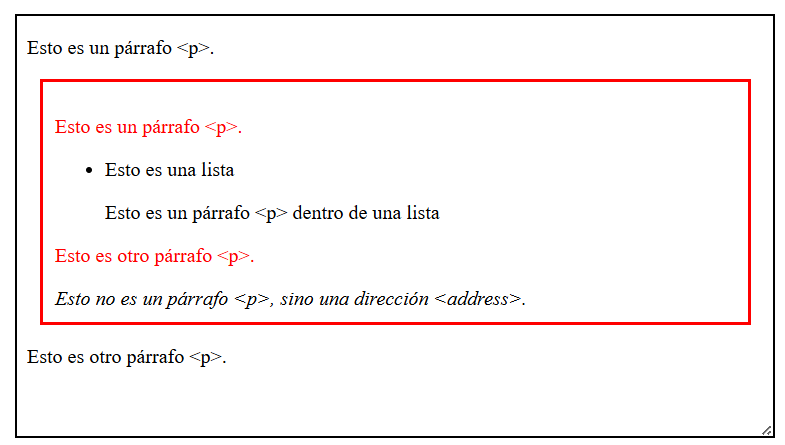 Esto es un párrafo <p>.
Esto es un párrafo <p>.
Esto es una lista
Esto es un párrafo <p> dentro de una lista
Esto es otro párrafo <p>.
Esto no es un párrafo <p>, sino una dirección <address>.
Esto es otro párrafo <p>.